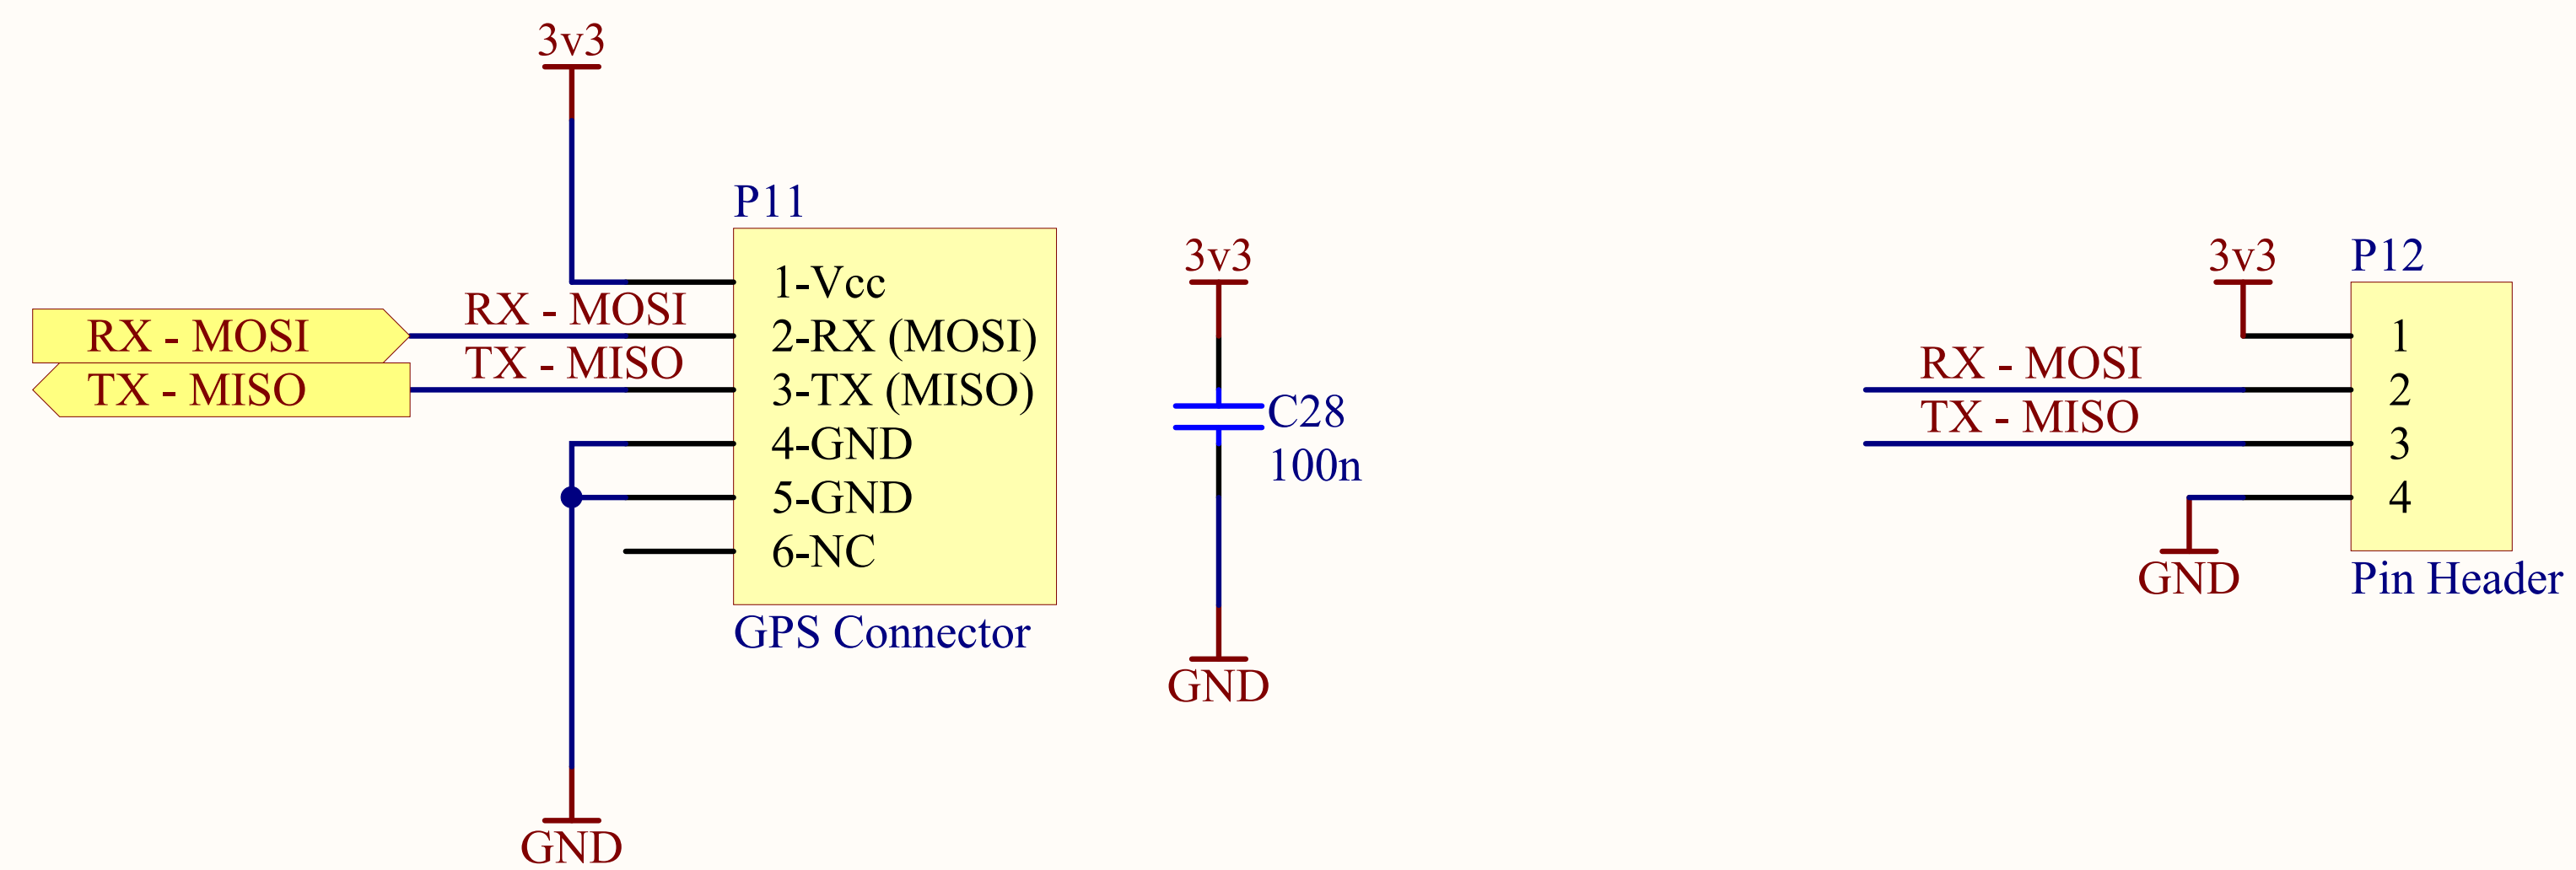 3v3
P11
1-Vcc
RX - MOSI
RX - MOSI
2-RX (MOSI)
TX - MISO
TX - MISO
3-TX (MISO)
4-GND
5-GND
6-NC
GPS Connector
GND
3v3
C28
100n
GND
3v3
P12
1
RX - MOSI
2
TX - MISO
3
4
GND
Pin Header